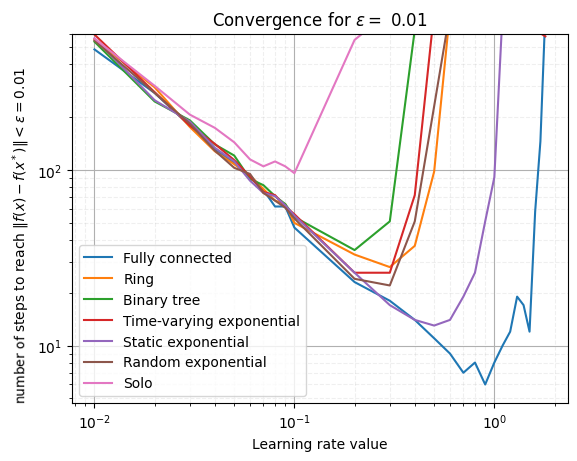 Convergence for ε = 0.01
number of steps to reach ‖f(x) − f(x*)‖ < ε = 0.01
10²
10¹
Fully connected
Ring
Binary tree
Time-varying exponential
Static exponential
Random exponential
Solo
10⁻² 10⁻¹ 10⁰
Learning rate value